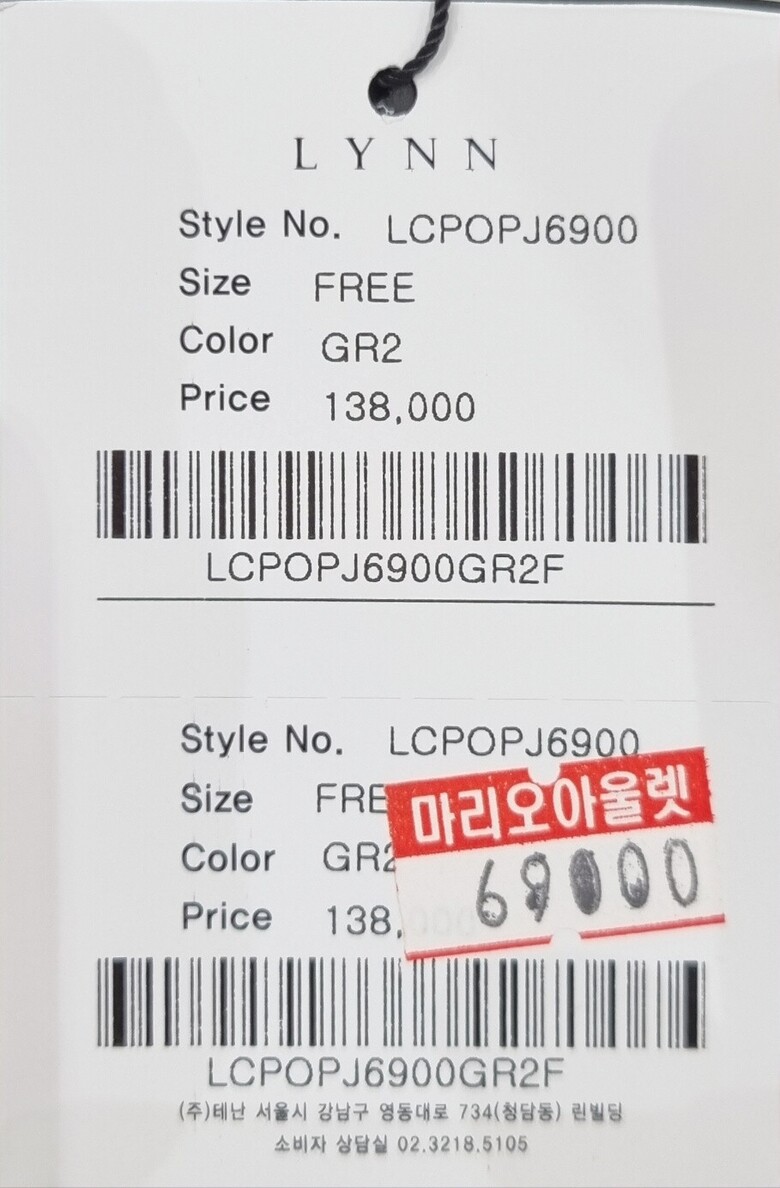 LYNN
Style No. LCPOPJ6900
Size FREE
Color GR2
Price 138,000
LCPOPJ6900GR2F
Style No. LCPOPJ6900
Size FRE
Color GR2
Price 138,000
마리오아울렛
69000
LCPOPJ6900GR2F
(주)테난 서울시 강남구 영동대로 734(청담동) 린빌딩
소비자 상담실 02.3218.5105